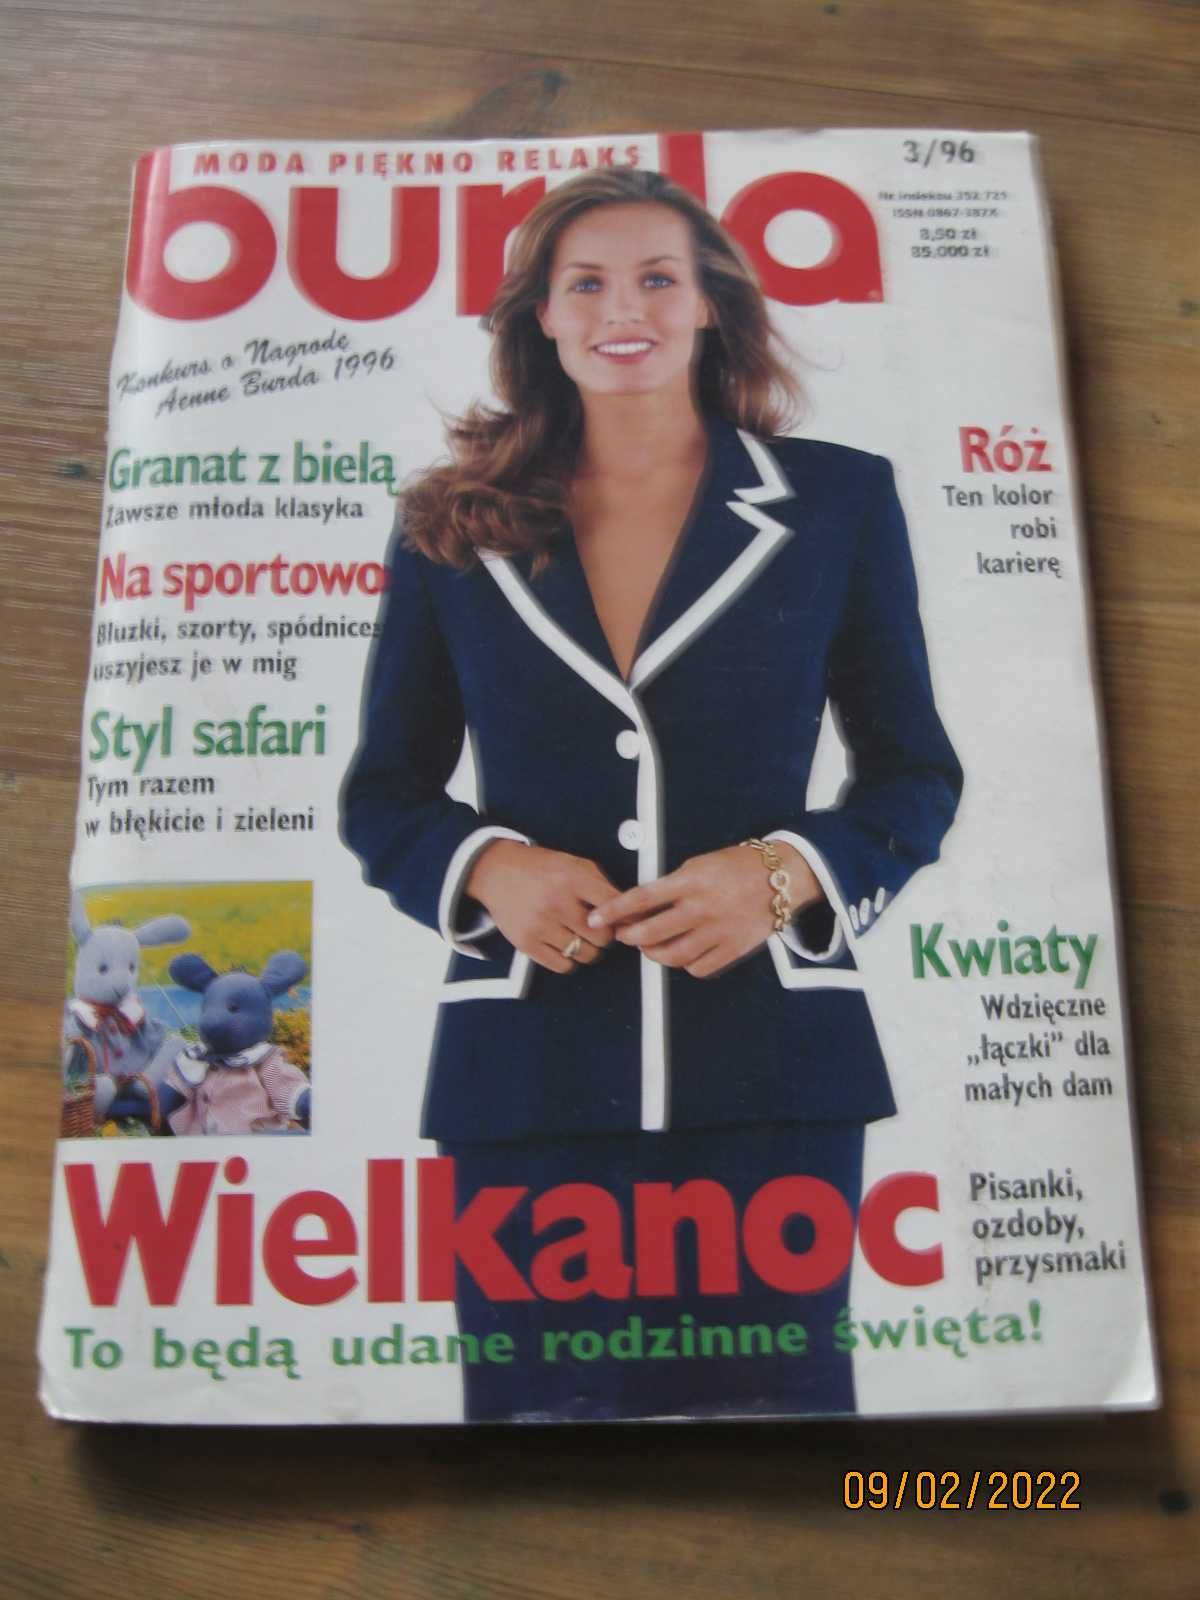 MODA PIĘKNO RELAKS
burda
3/96
Nr indeksu 352 721
ISSN 0867-387X
8,50 zł
85.000 zł
Konkurs o Nagrodę
Aenne Burda 1996
Granat z bielą
Zawsze młoda klasyka
Na sportowo
Bluzki, szorty, spódnice:
uszyjesz je w mig
Styl safari
Tym razem
w błękicie i zieleni
Róż
Ten kolor
robi
karierę
Kwiaty
Wdzięczne
„łączki” dla
małych dam
Wielkanoc
Pisanki,
ozdoby,
przysmaki
To będą udane rodzinne święta!
09/02/2022